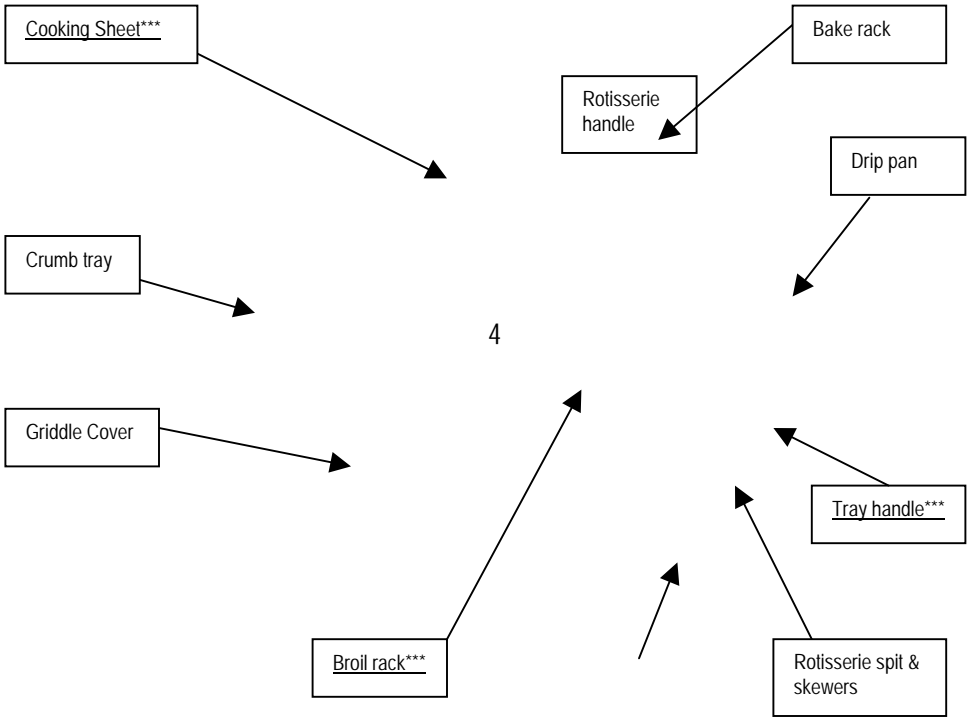 Cooking Sheet***
Bake rack
Rotisserie
handle
Drip pan
Crumb tray
4
Griddle Cover
Tray handle***
Broil rack***
Rotisserie spit &
skewers